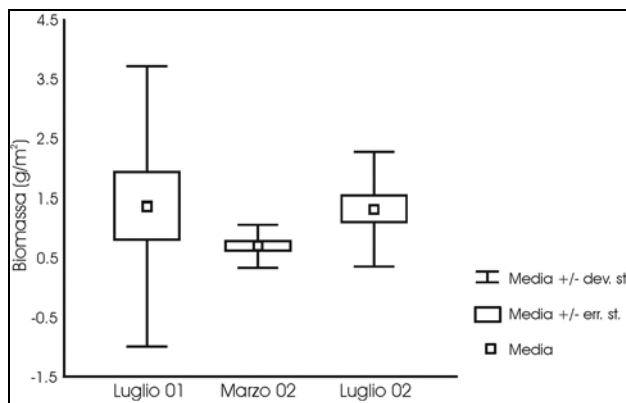 4.5
3.5
2.5
1.5
0.5
-0.5
-1.5
Biomassa (g/m²)
Luglio 01 Marzo 02 Luglio 02
Media +/- dev. st
Media +/- err. st.
Media